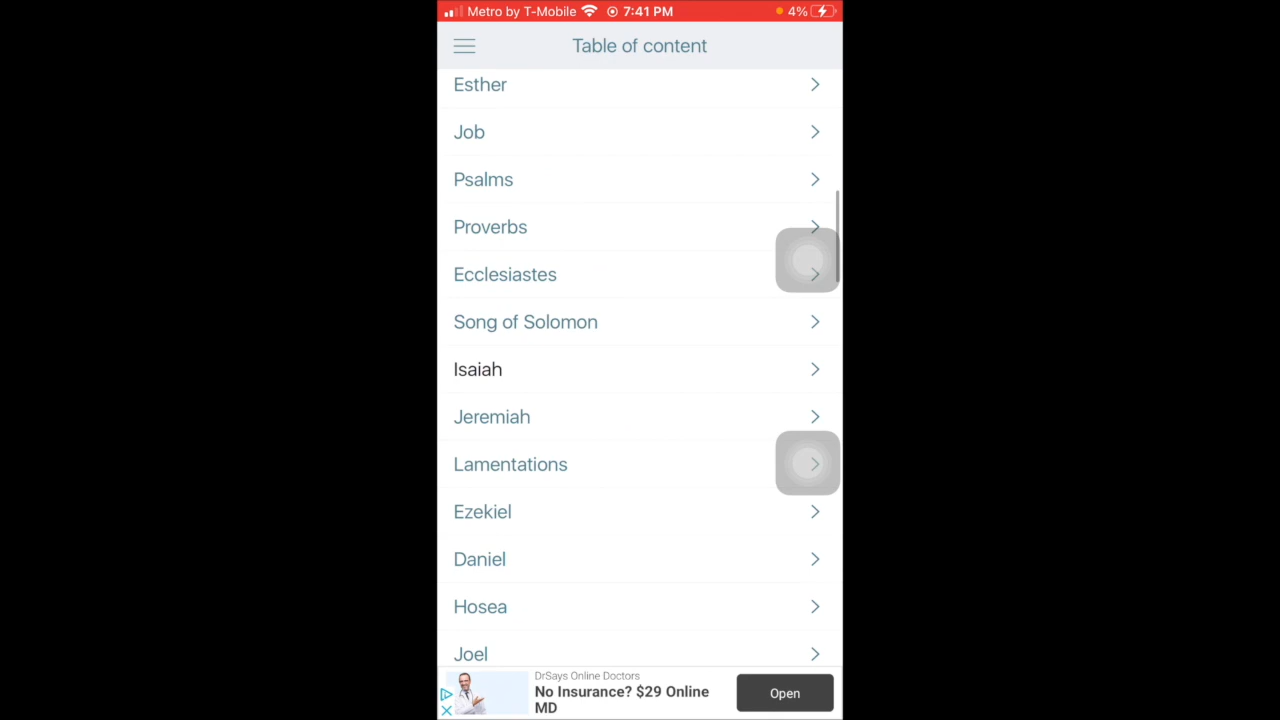 Metro by T-Mobile 7:41 PM 4%
Table of content
Esther
Job
Psalms
Proverbs
Ecclesiastes
Song of Solomon
Isaiah
Jeremiah
Lamentations
Ezekiel
Daniel
Hosea
Joel
DrSays Online Doctors
No Insurance? $29 Online
MD
Open